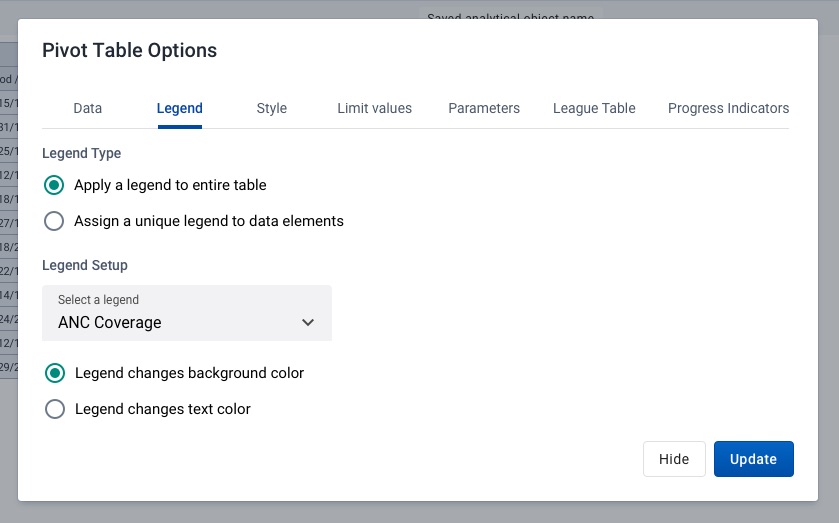 Saved analytical object name
Pivot Table Options
Data Legend Style Limit values Parameters League Table Progress Indicators
Legend Type
Apply a legend to entire table
Assign a unique legend to data elements
Legend Setup
Select a legend
ANC Coverage
Legend changes background color
Legend changes text color
Hide Update
od /
15/1
31/1
25/1
12/1
18/1
27/1
18/2
22/1
14/1
24/2
12/1
29/2